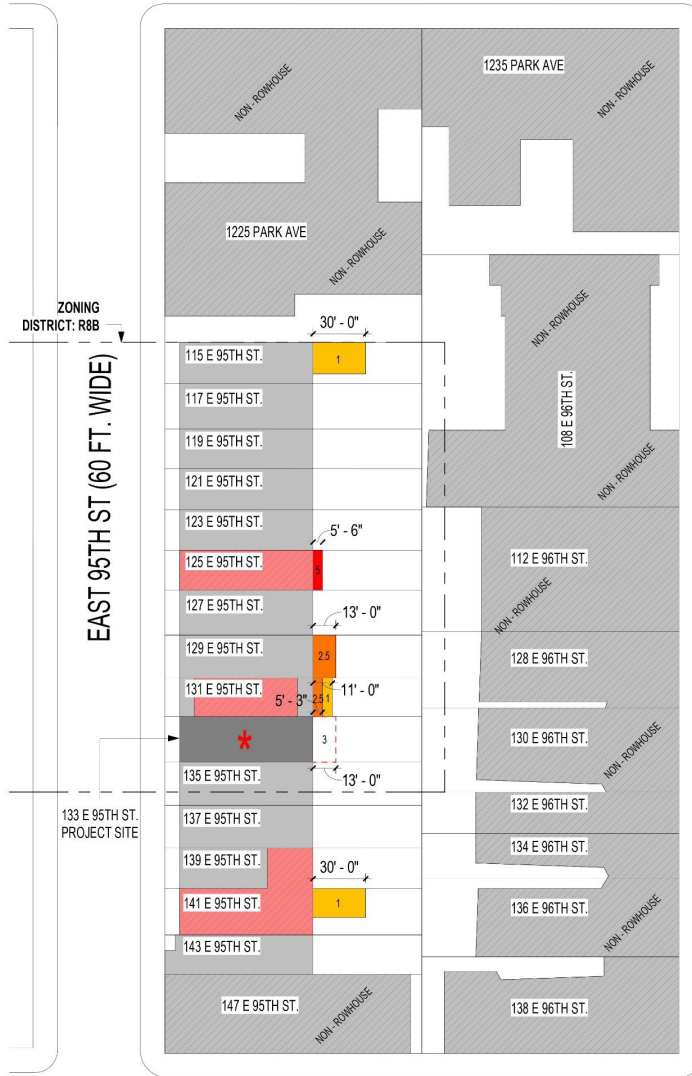 1235 PARK AVE
NON - ROWHOUSE
NON - ROWHOUSE
1225 PARK AVE
NON - ROWHOUSE
ZONING
DISTRICT: R8B
EAST 95TH ST (60 FT. WIDE)
30' - 0"
115 E 95TH ST.
1
NON - ROWHOUSE
117 E 95TH ST.
119 E 95TH ST.
108 E 96TH ST.
121 E 95TH ST.
NON - ROWHOUSE
123 E 95TH ST.
5' - 6"
125 E 95TH ST.
5
112 E 96TH ST.
127 E 95TH ST.
13' - 0"
NON - ROWHOUSE
129 E 95TH ST.
2.5
128 E 96TH ST.
131 E 95TH ST.
11' - 0"
5' - 3"
2.5
1
*
3
130 E 96TH ST.
NON - ROWHOUSE
135 E 95TH ST.
13' - 0"
133 E 95TH ST.
PROJECT SITE
137 E 95TH ST.
132 E 96TH ST.
139 E 95TH ST.
134 E 96TH ST.
30' - 0"
141 E 95TH ST.
1
136 E 96TH ST.
143 E 95TH ST.
NON - ROWHOUSE
147 E 95TH ST.
NON - ROWHOUSE
138 E 96TH ST.